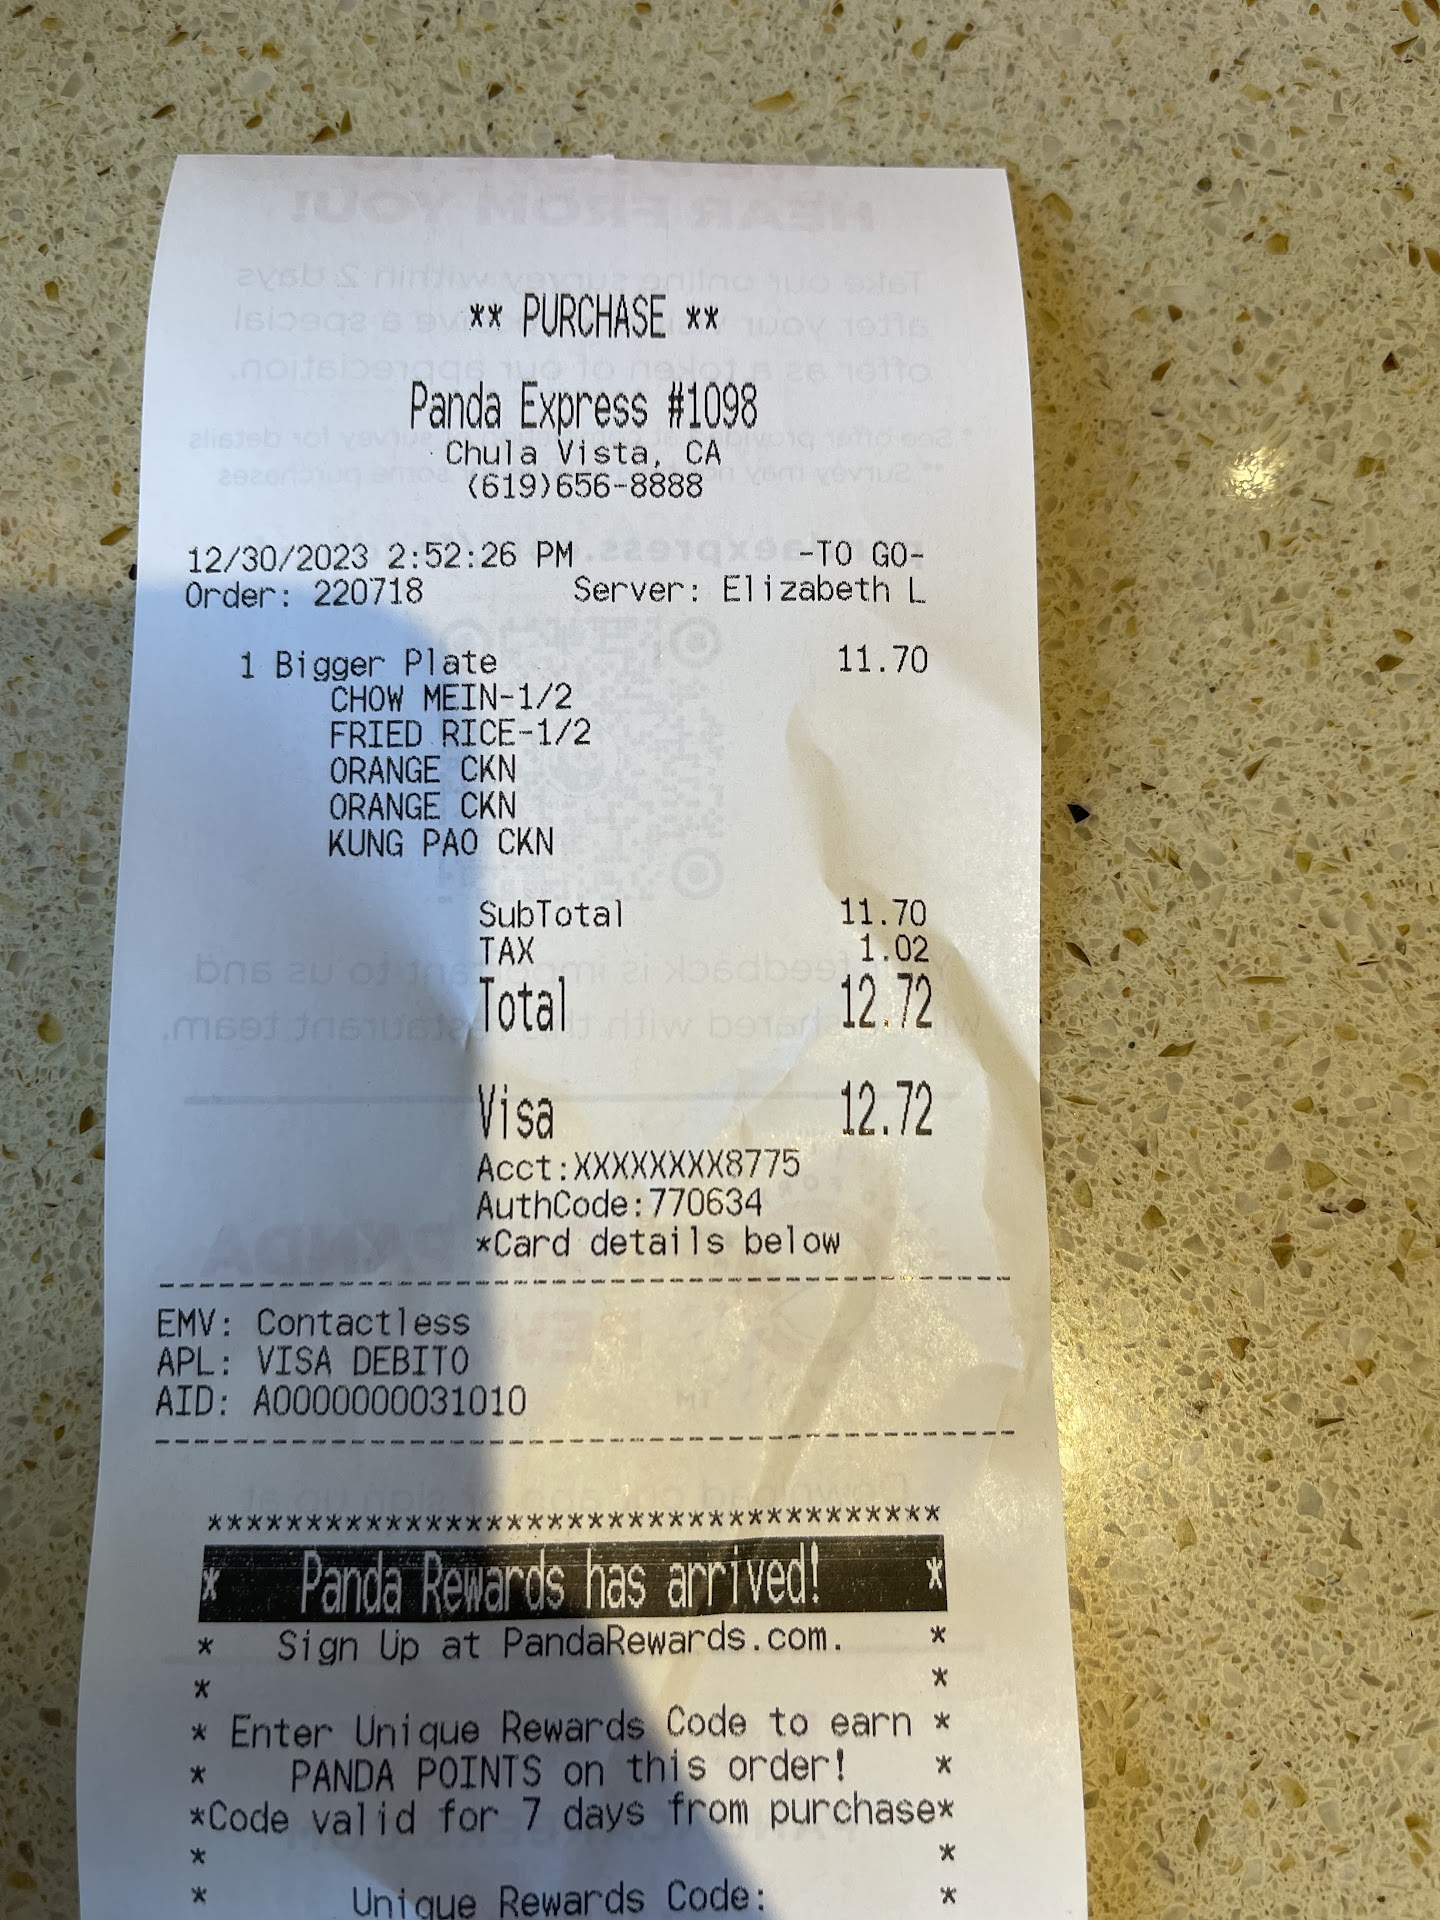 ** PURCHASE **
Panda Express #1098
Chula Vista, CA
(619)656-8888
12/30/2023 2:52:26 PM -TO GO-
Order: 220718 Server: Elizabeth L
1 Bigger Plate 11.70
CHOW MEIN-1/2
FRIED RICE-1/2
ORANGE CKN
ORANGE CKN
KUNG PAO CKN
SubTotal 11.70
TAX 1.02
Total 12.72
Visa 12.72
Acct:XXXXXXXX8775
AuthCode:770634
*Card details below
--------------------------------------------
EMV: Contactless
APL: VISA DEBITO
AID: A0000000031010
--------------------------------------------
************************************
* Panda Rewards has arrived! *
* Sign Up at PandaRewards.com. *
* *
* Enter Unique Rewards Code to earn *
* PANDA POINTS on this order! *
*Code valid for 7 days from purchase*
* *
* Unique Rewards Code: *